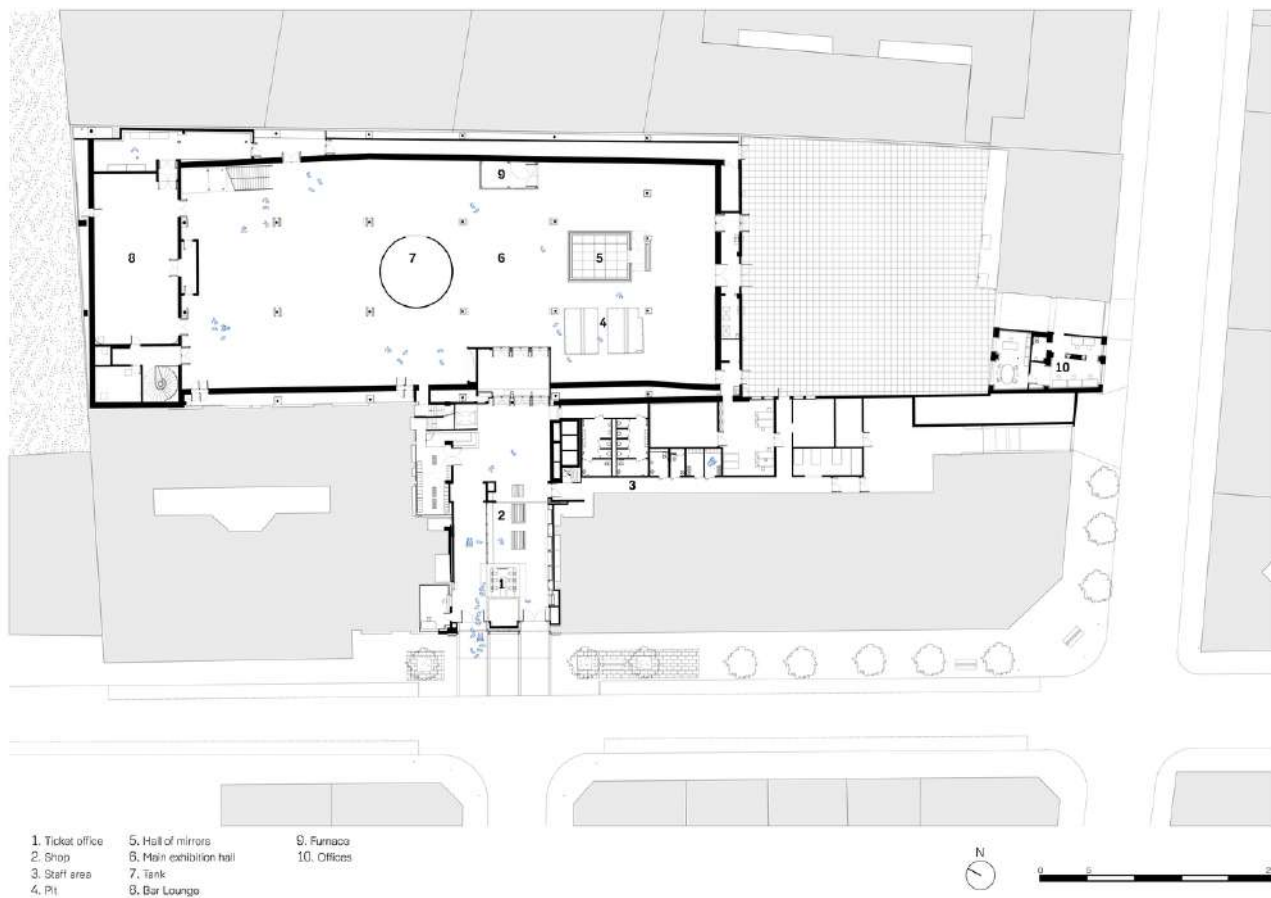 9
8
7
6
5
4
10
3
2
1
1. Ticket office
2. Shop
3. Staff area
4. Pit
5. Hall of mirrors
6. Main exhibition hall
7. Tank
8. Bar Lounge
9. Furnace
10. Offices
N
0
5
2